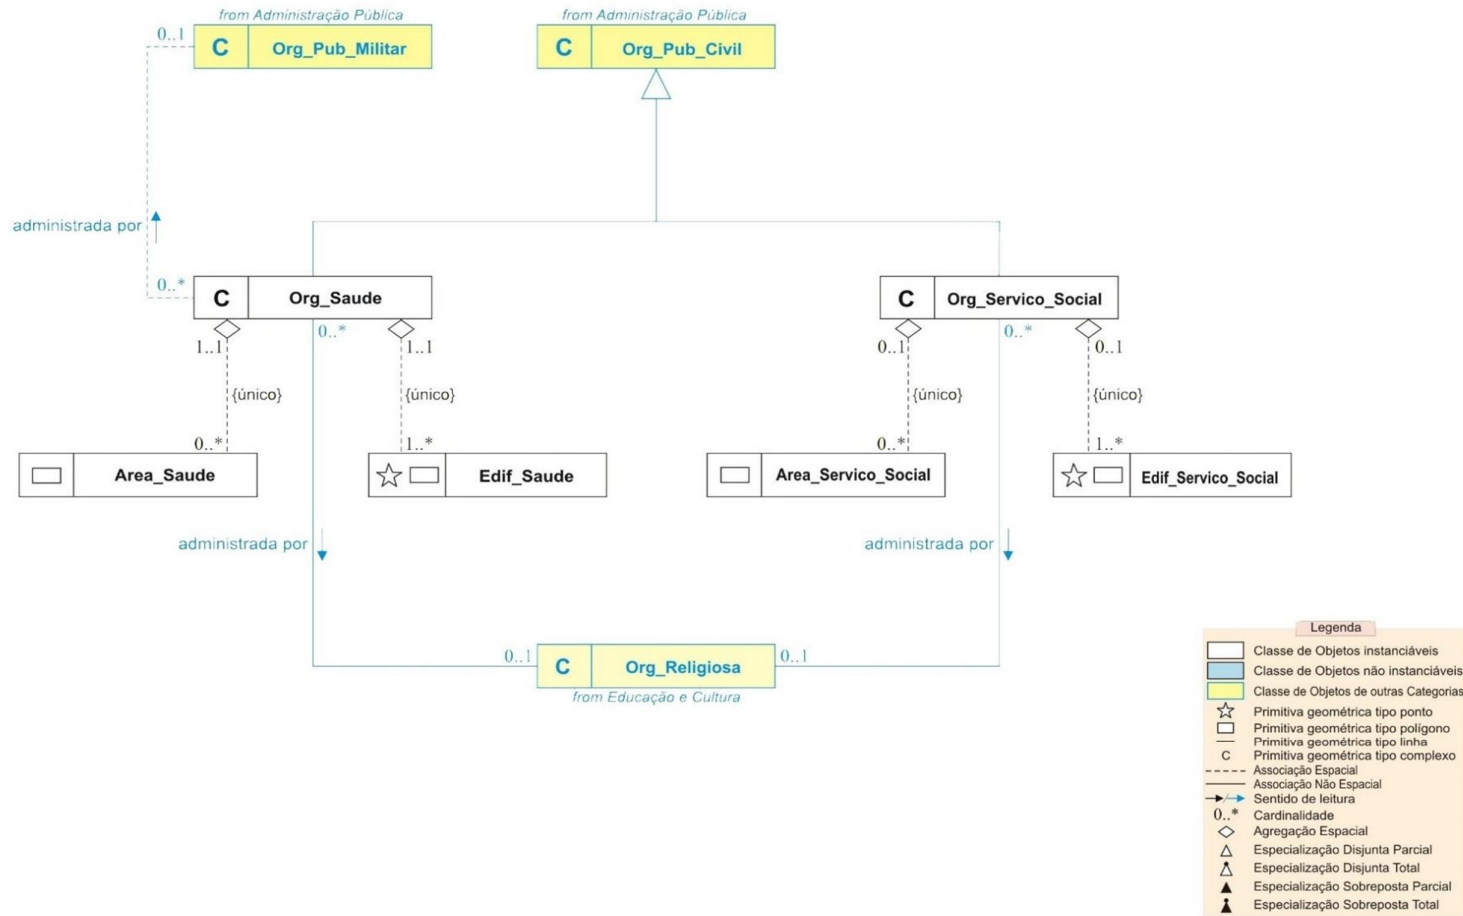 from Administração Pública
from Administração Pública
0..1
C
Org_Pub_Militar
C
Org_Pub_Civil
administrada por
0..*
C
Org_Saude
C
Org_Servico_Social
0..*
0..*
1..1
1..1
0..1
0..1
{único}
{único}
{único}
{único}
0..*
1..*
0..*
1..*
Area_Saude
Edif_Saude
Area_Servico_Social
Edif_Servico_Social
administrada por
administrada por
0..1
C
Org_Religiosa
0..1
from Educação e Cultura
Legenda
Classe de Objetos instanciáveis
Classe de Objetos não instanciáveis
Classe de Objetos de outras Categorias
Primitiva geométrica tipo ponto
Primitiva geométrica tipo polígono
Primitiva geométrica tipo linha
C Primitiva geométrica tipo complexo
Associação Espacial
Associação Não Espacial
Sentido de leitura
0..* Cardinalidade
Agregação Espacial
Especialização Disjunta Parcial
Especialização Disjunta Total
Especialização Sobreposta Parcial
Especialização Sobreposta Total